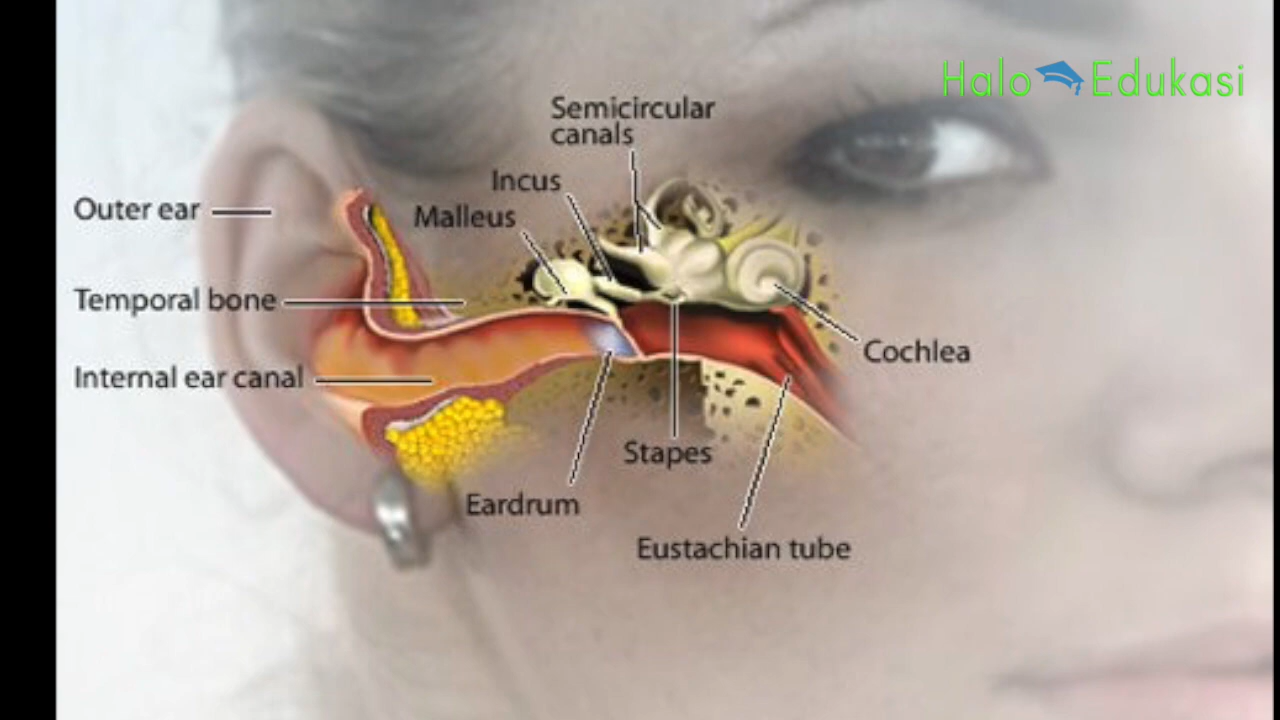 Halo Edukasi
Semicircular
canals
Incus
Malleus
Outer ear
Temporal bone
Internal ear canal
Cochlea
Stapes
Eardrum
Eustachian tube